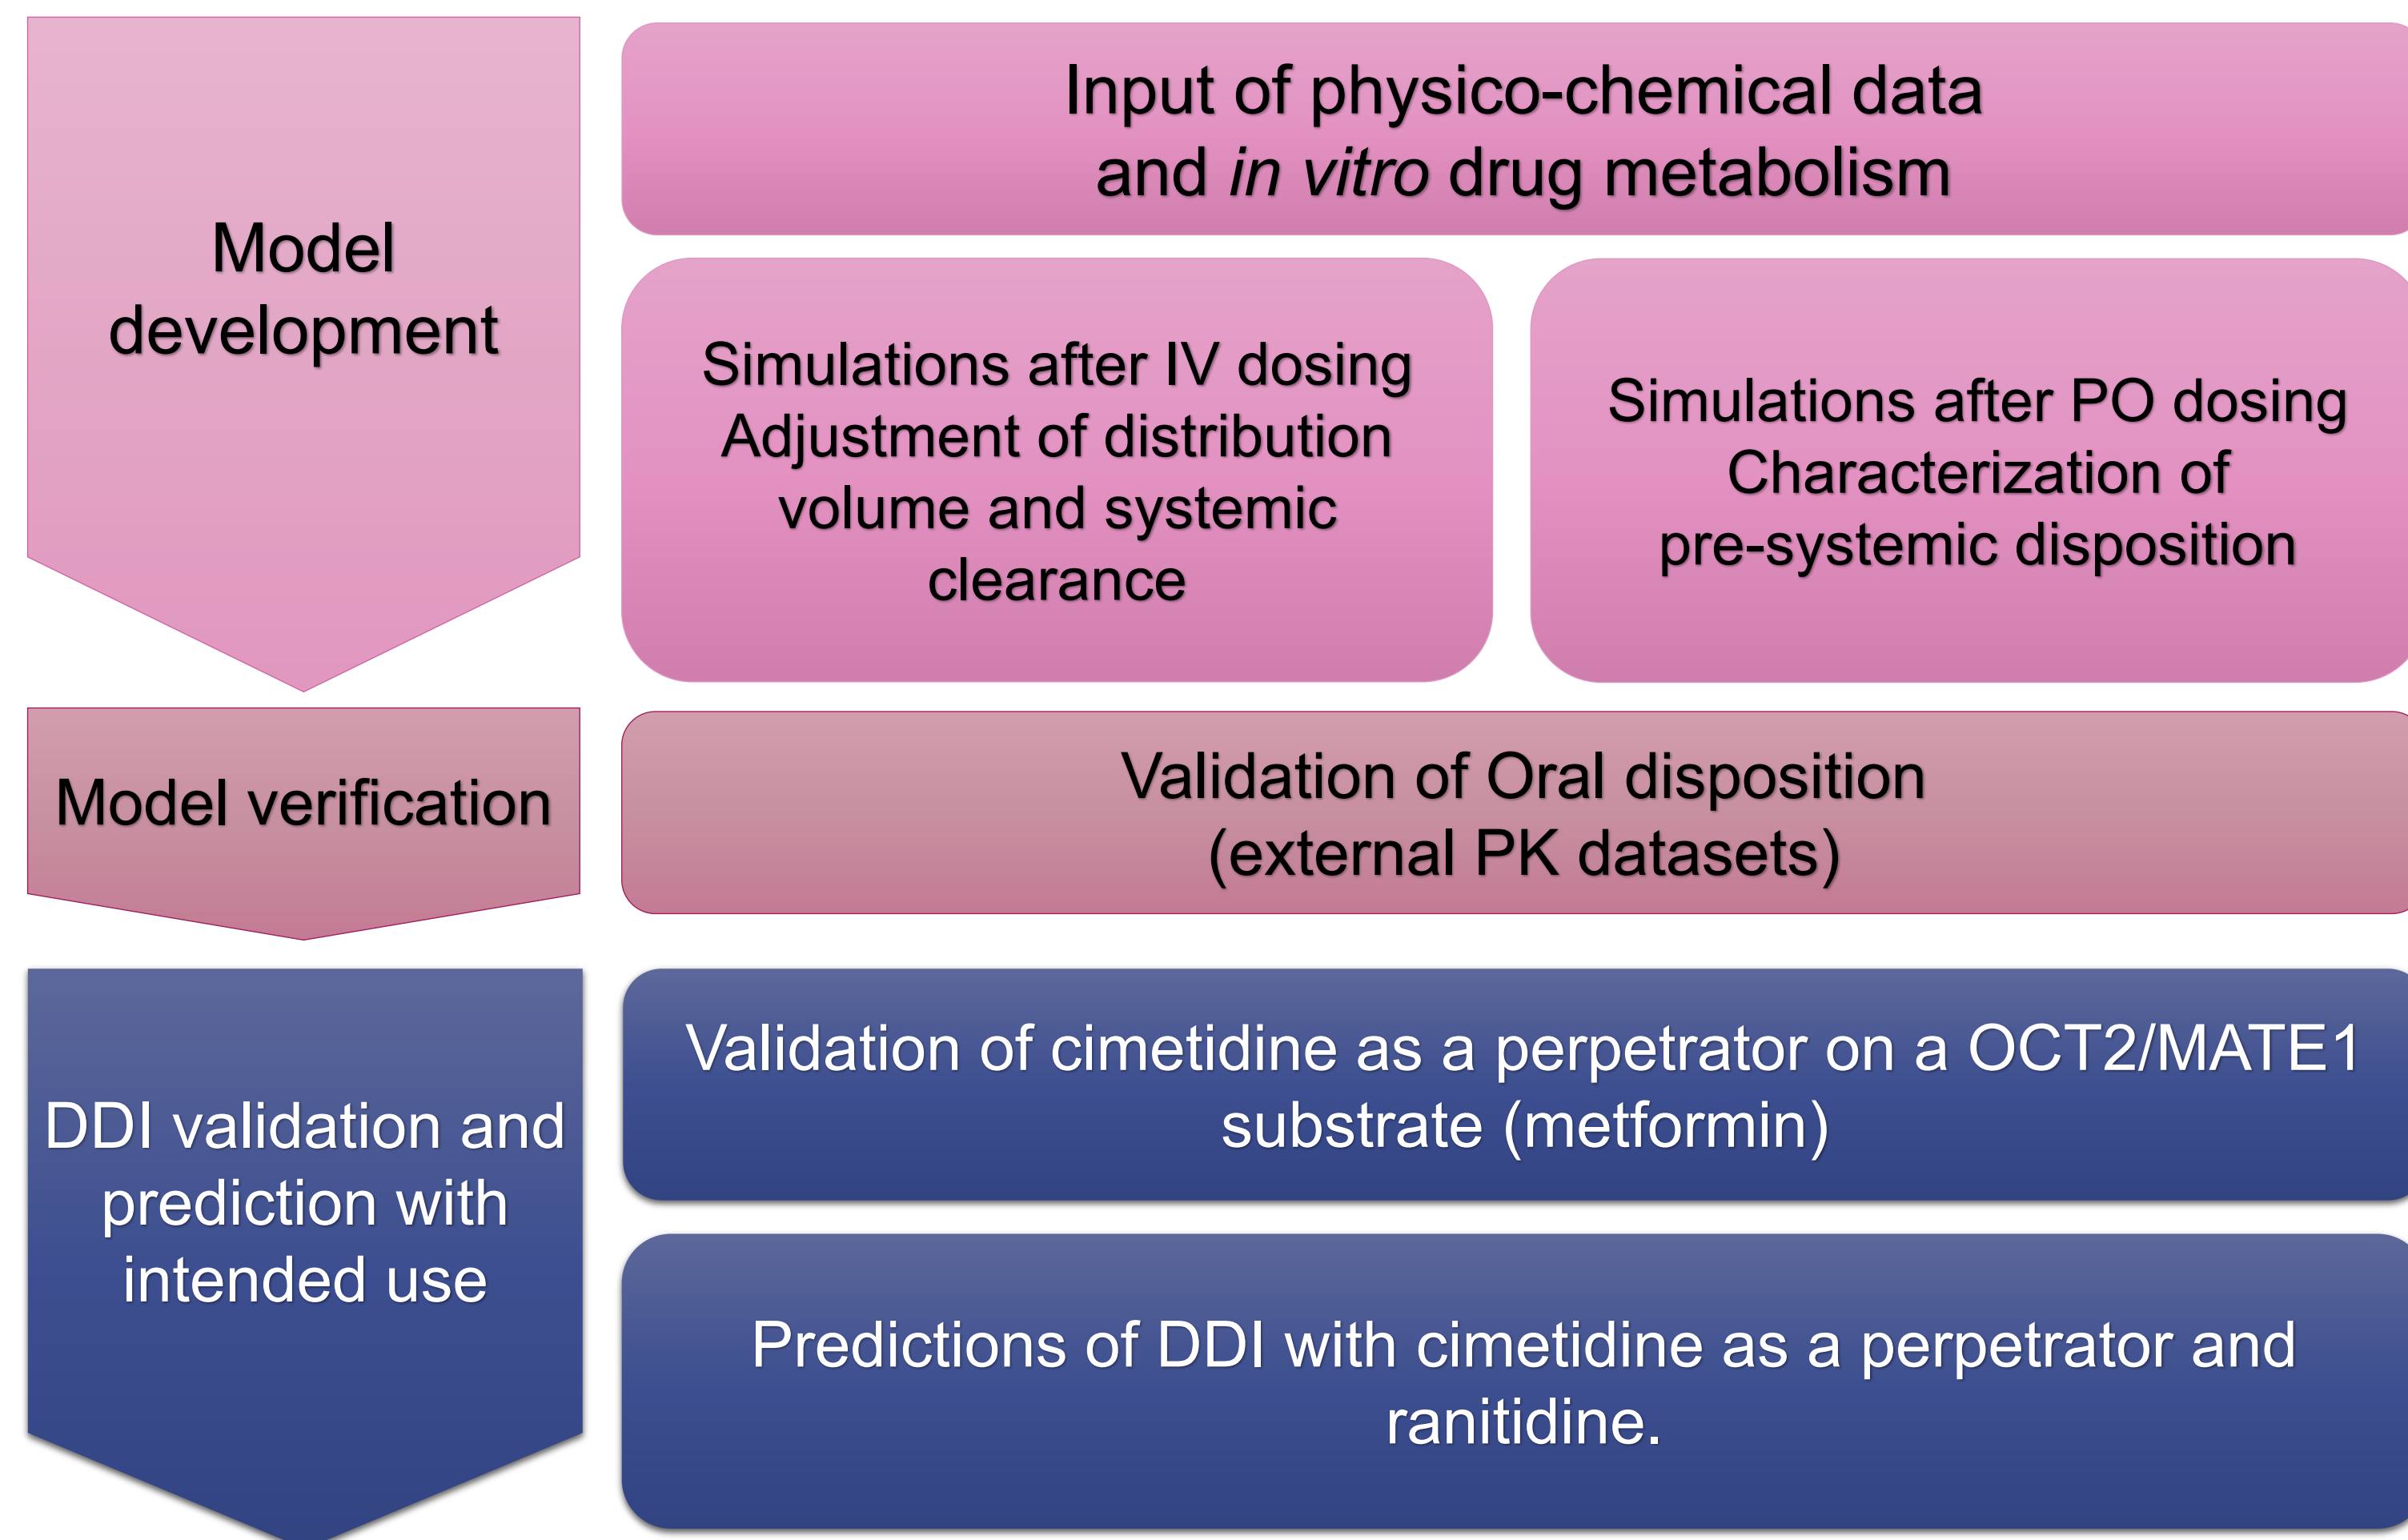 Model
development
Input of physico-chemical data
and in vitro drug metabolism
Simulations after IV dosing
Adjustment of distribution
volume and systemic
clearance
Simulations after PO dosing
Characterization of
pre-systemic disposition
Model verification
Validation of Oral disposition
(external PK datasets)
DDI validation and
prediction with
intended use
Validation of cimetidine as a perpetrator on a OCT2/MATE1
substrate (metformin)
Predictions of DDI with cimetidine as a perpetrator and
ranitidine.